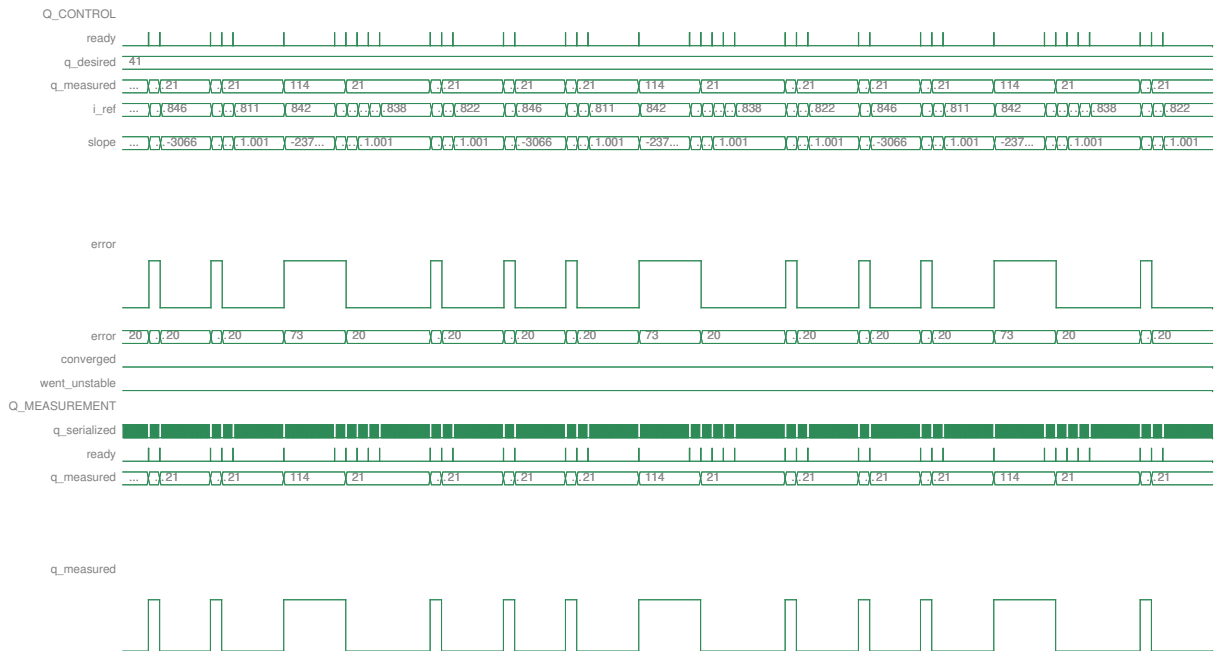 Q_CONTROL
ready
q_desired 41
q_measured ... ..21 ..21 114 21 ..21 ..21 ..21 114 21 ..21 ..21 ..21 114 21 ..21
i_ref 846 811 842 838 822 846 811 842 838 822 846 811 842 838 822
slope ... -3066 1.001 -237... 1.001 1.001 -3066 1.001 -237... 1.001 1.001 -3066 1.001 -237... 1.001 1.001
error
error 20 ..20 ..20 73 20 ..20 ..20 ..20 73 20 ..20 ..20 ..20 73 20 ..20
converged
went_unstable
Q_MEASUREMENT
q_serialized
ready
q_measured ... ..21 ..21 114 21 ..21 ..21 ..21 114 21 ..21 ..21 ..21 114 21 ..21
q_measured